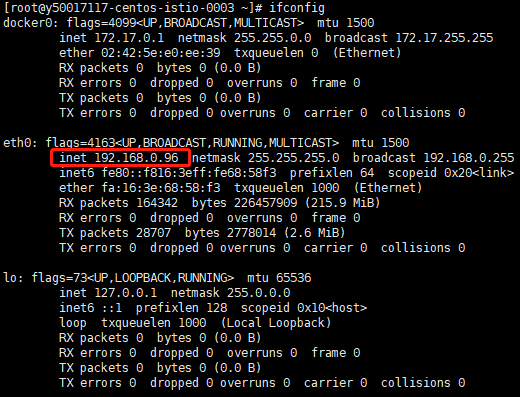 [root@y50017117-centos-istio-0003 ~]# ifconfig
docker0: flags=4099<UP,BROADCAST,MULTICAST>  mtu 1500
        inet 172.17.0.1  netmask 255.255.0.0  broadcast 172.17.255.255
        ether 02:42:5e:e0:ee:39  txqueuelen 0  (Ethernet)
        RX packets 0  bytes 0 (0.0 B)
        RX errors 0  dropped 0  overruns 0  frame 0
        TX packets 0  bytes 0 (0.0 B)
        TX errors 0  dropped 0 overruns 0  carrier 0  collisions 0

eth0: flags=4163<UP,BROADCAST,RUNNING,MULTICAST>  mtu 1500
        inet 192.168.0.96  netmask 255.255.255.0  broadcast 192.168.0.255
        inet6 fe80::f816:3eff:fe68:58f3  prefixlen 64  scopeid 0x20<link>
        ether fa:16:3e:68:58:f3  txqueuelen 1000  (Ethernet)
        RX packets 164342  bytes 226457909 (215.9 MiB)
        RX errors 0  dropped 0  overruns 0  frame 0
        TX packets 28707  bytes 2778014 (2.6 MiB)
        TX errors 0  dropped 0 overruns 0  carrier 0  collisions 0

lo: flags=73<UP,LOOPBACK,RUNNING>  mtu 65536
        inet 127.0.0.1  netmask 255.0.0.0
        inet6 ::1  prefixlen 128  scopeid 0x10<host>
        loop  txqueuelen 1000  (Local Loopback)
        RX packets 0  bytes 0 (0.0 B)
        RX errors 0  dropped 0  overruns 0  frame 0
        TX packets 0  bytes 0 (0.0 B)
        TX errors 0  dropped 0 overruns 0  carrier 0  collisions 0